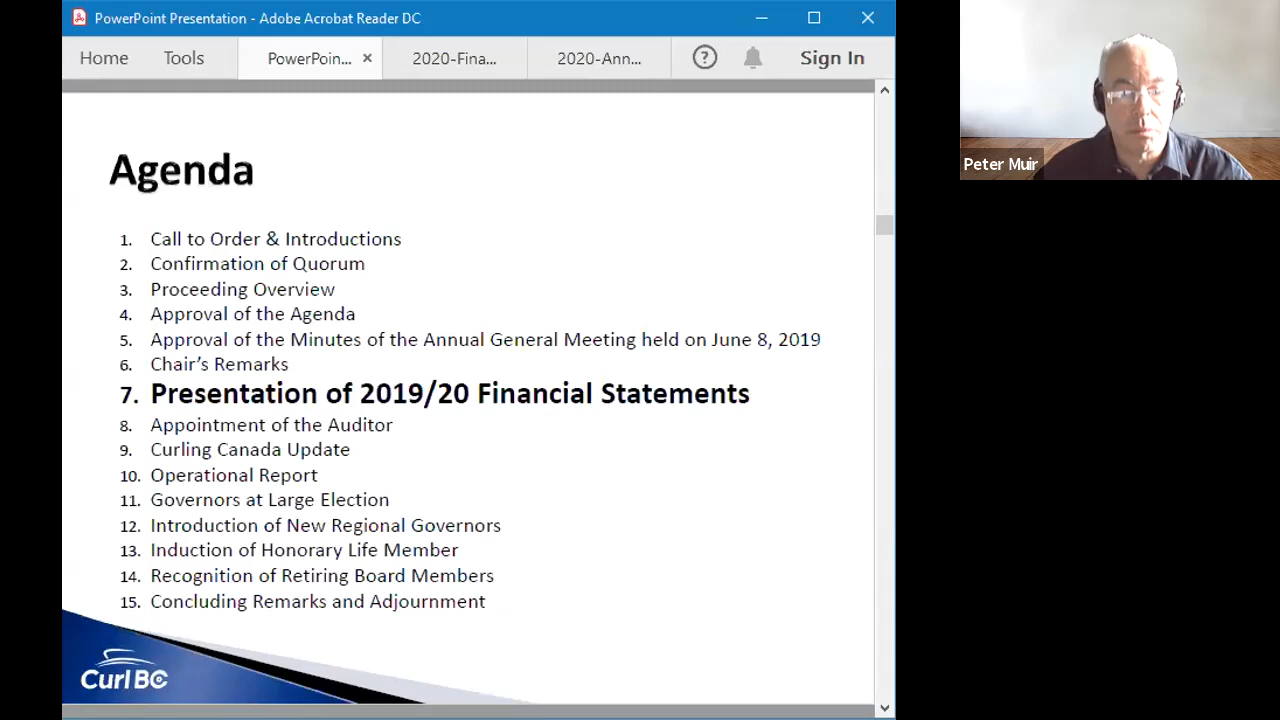 PowerPoint Presentation - Adobe Acrobat Reader DC
Home Tools PowerPoin... × 2020-Fina... 2020-Ann... ? Sign In
Agenda
1. Call to Order & Introductions
2. Confirmation of Quorum
3. Proceeding Overview
4. Approval of the Agenda
5. Approval of the Minutes of the Annual General Meeting held on June 8, 2019
6. Chair’s Remarks
7. Presentation of 2019/20 Financial Statements
8. Appointment of the Auditor
9. Curling Canada Update
10. Operational Report
11. Governors at Large Election
12. Introduction of New Regional Governors
13. Induction of Honorary Life Member
14. Recognition of Retiring Board Members
15. Concluding Remarks and Adjournment
Curl BC
Peter Muir